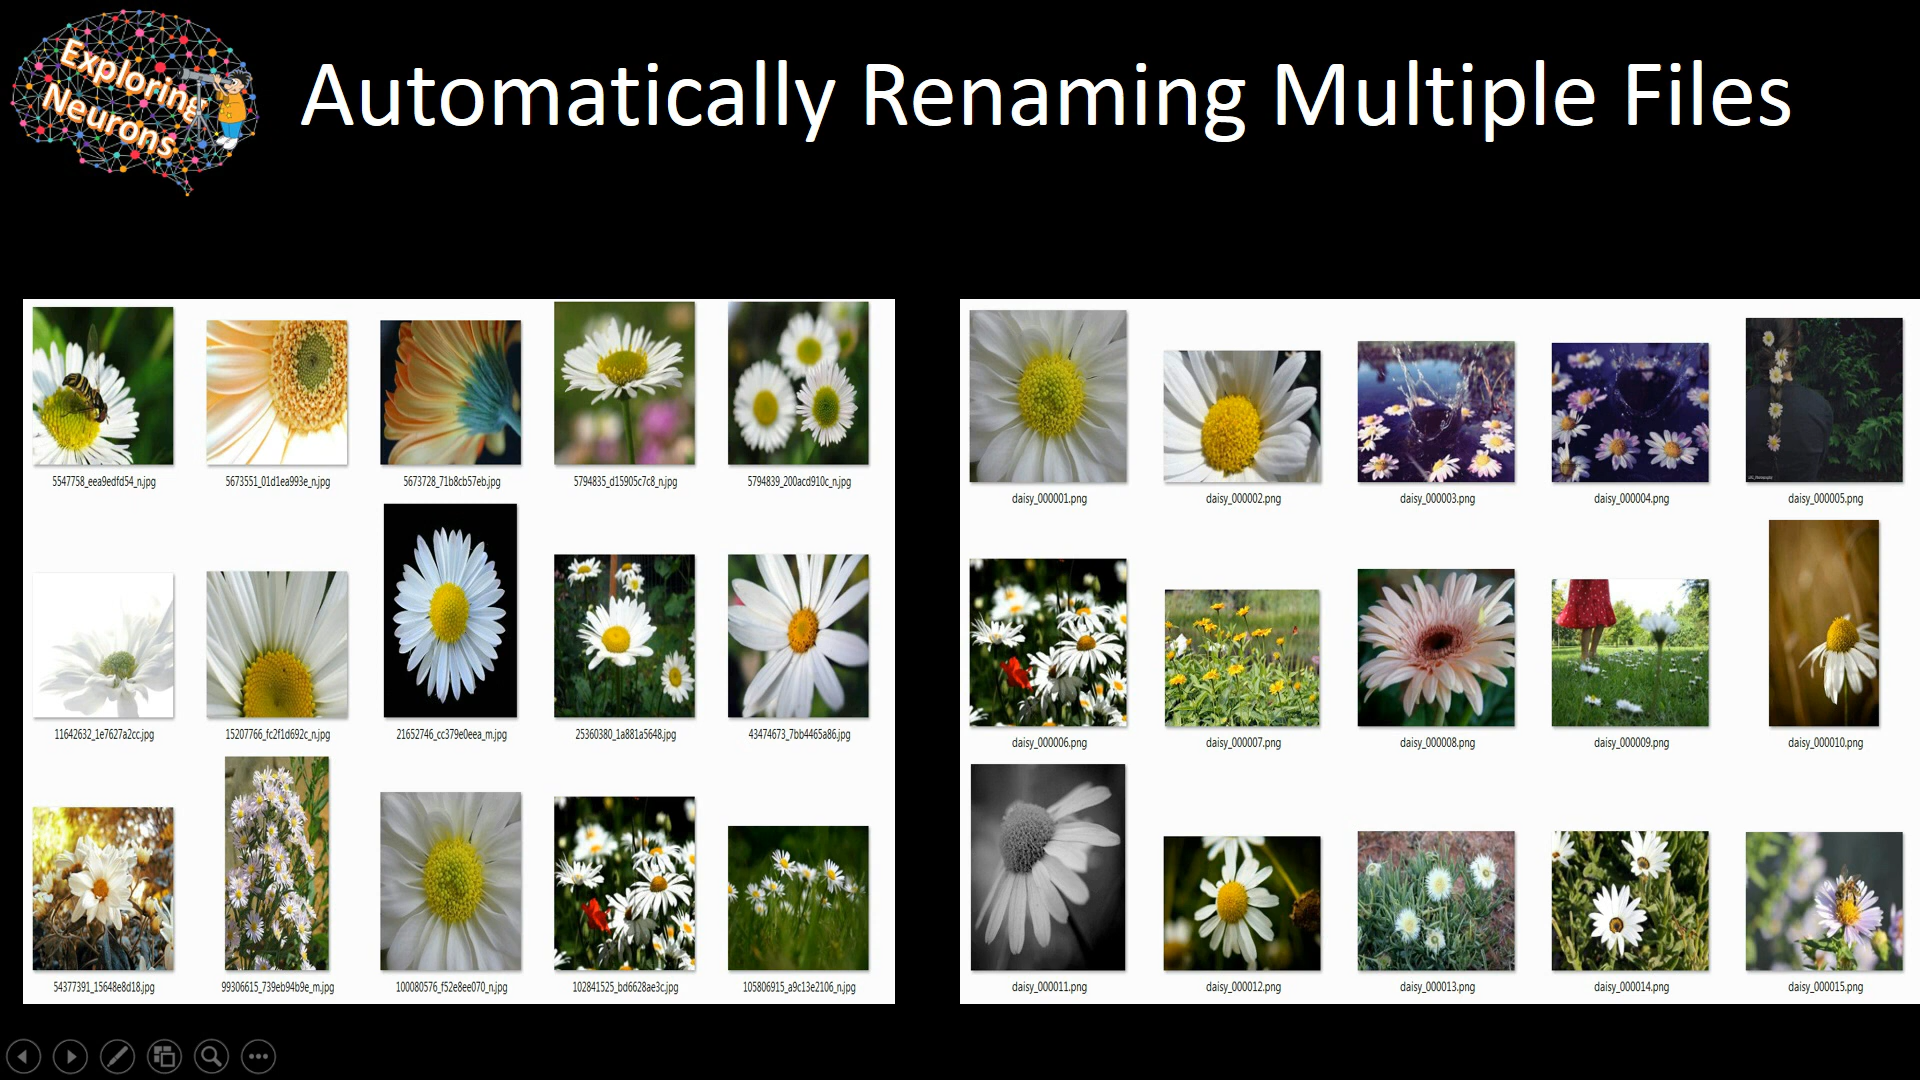 Exploring
Neurons
Automatically Renaming Multiple Files
5547758_eea9edfd54_n.jpg
5673551_01d1ea993e_n.jpg
5673728_71b8cb57eb.jpg
5794835_d15905c7c8_n.jpg
5794839_200acd910c_n.jpg
11642632_1e7627a2cc.jpg
15207766_fc2f1d692c_n.jpg
21652746_cc379e0eea_m.jpg
25360380_1a881a5648.jpg
43474673_7bb4465a86.jpg
54377391_15648e8d18.jpg
99306615_739eb94b9e_m.jpg
100080576_f52e8ee070_n.jpg
102841525_bd6628ae3c.jpg
105806915_a9c13e2106_n.jpg
daisy_000001.png
daisy_000002.png
daisy_000003.png
daisy_000004.png
daisy_000005.png
daisy_000006.png
daisy_000007.png
daisy_000008.png
daisy_000009.png
daisy_000010.png
daisy_000011.png
daisy_000012.png
daisy_000013.png
daisy_000014.png
daisy_000015.png